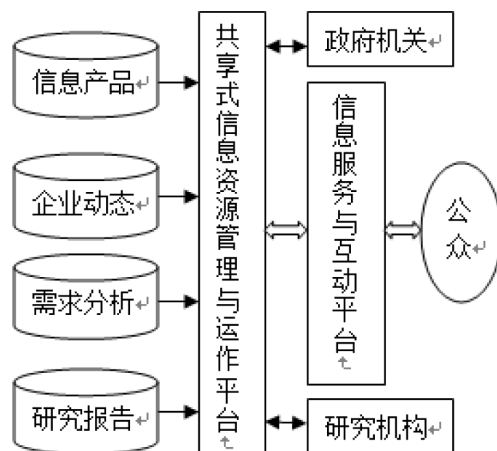 信息产品
企业动态
需求分析
研究报告
共享式信息资源管理与运作平台
政府机关
信息服务与互动平台
研究机构
公众